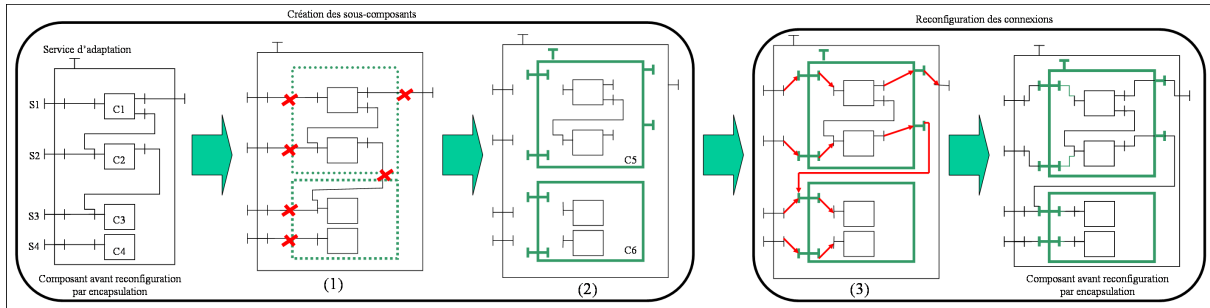 Création des sous-composants
Reconfiguration des connexions
Service d’adaptation
S1
C1
S2
C2
S3
C3
S4
C4
Composant avant reconfiguration
par encapsulation
(1)
C5
C6
(2)
(3)
Composant avant reconfiguration
par encapsulation